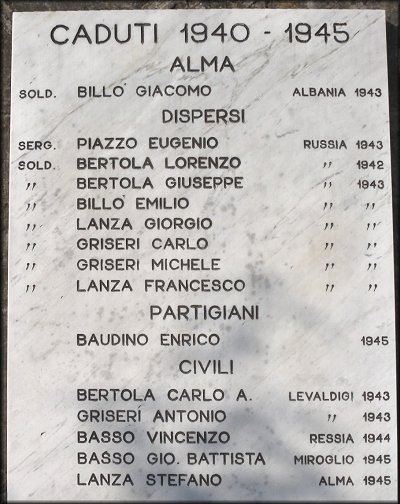 CADUTI 1940 - 1945
ALMA
SOLD. BILLO' GIACOMO ALBANIA 1943
DISPERSI
SERG. PIAZZO EUGENIO RUSSIA 1943
SOLD. BERTOLA LORENZO " 1942
" BERTOLA GIUSEPPE " 1943
" BILLO' EMILIO " "
" LANZA GIORGIO " "
" GRISERI CARLO " "
" GRISERI MICHELE " "
" LANZA FRANCESCO " "
PARTIGIANI
BAUDINO ENRICO 1945
CIVILI
BERTOLA CARLO A. LEVALDIGI 1943
GRISERÍ ANTONIO " 1943
BASSO VINCENZO RESSIA 1944
BASSO GIO. BATTISTA MIROGLIO 1945
LANZA STEFANO ALMA 1945